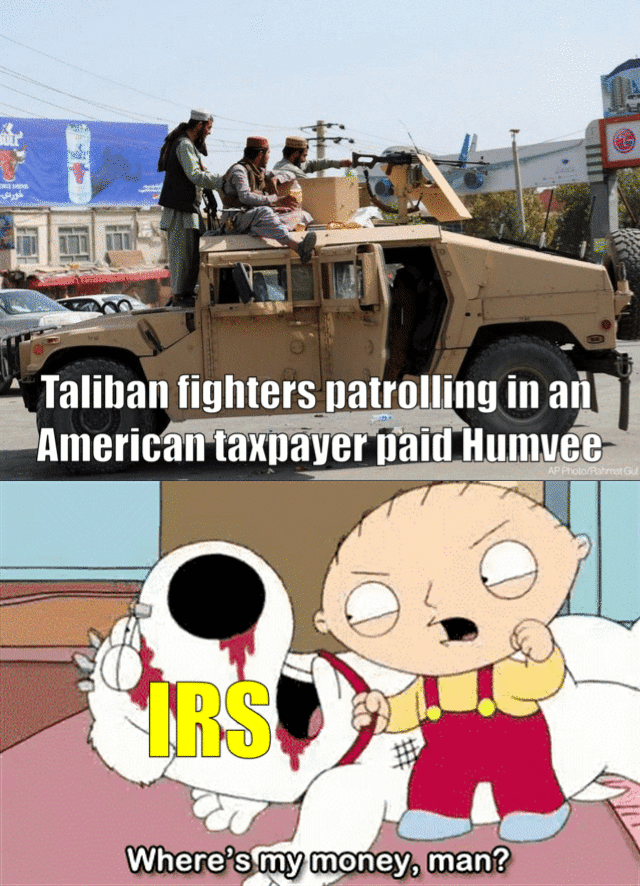 Taliban fighters patrolling in an
American taxpayer paid Humvee
AP Photo/Rahmat Gul
IRS
Where's my money, man?